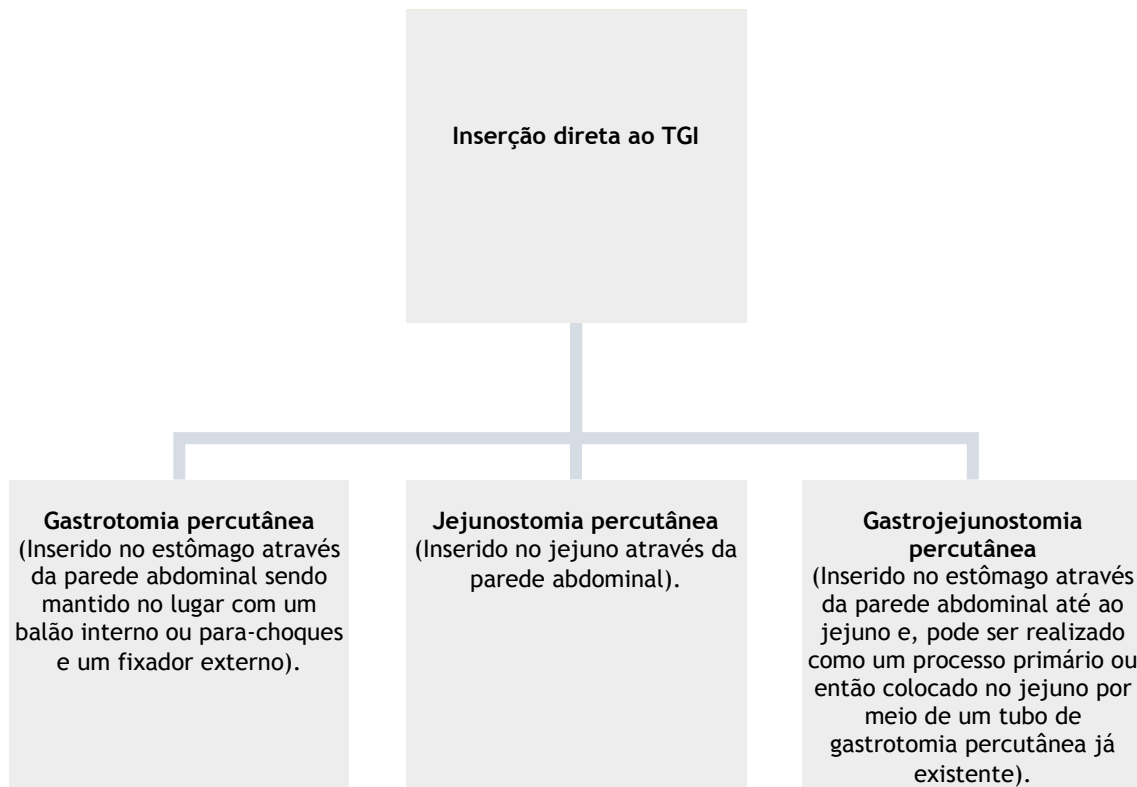 Inserção direta ao TGI
Gastrotomia percutânea
(Inserido no estômago através
da parede abdominal sendo
mantido no lugar com um
balão interno ou para-choques
e um fixador externo).
Jejunostomia percutânea
(Inserido no jejuno através da
parede abdominal).
Gastrojejunostomia
percutânea
(Inserido no estômago através
da parede abdominal até ao
jejuno e, pode ser realizado
como um processo primário ou
então colocado no jejuno por
meio de um tubo de
gastrotomia percutânea já
existente).